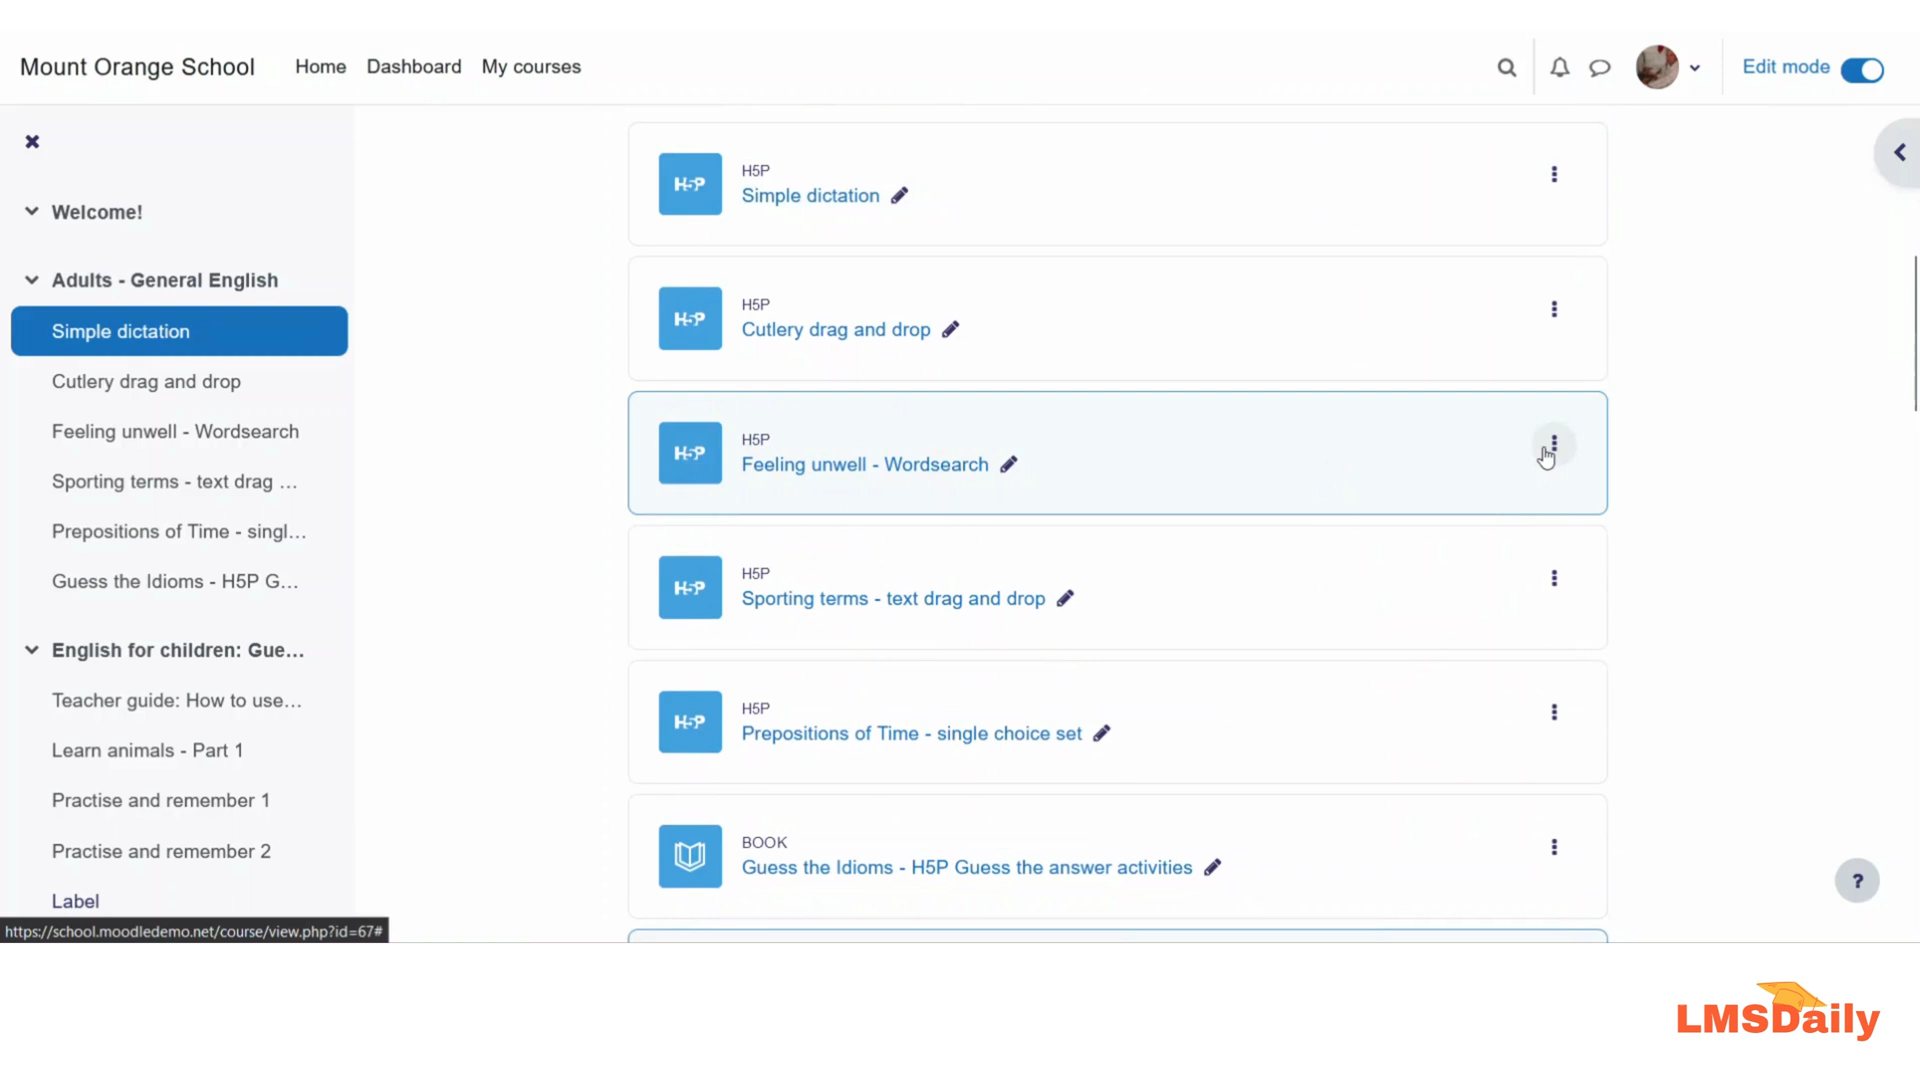 Mount Orange School
Home
Dashboard
My courses
Edit mode
Welcome!
Adults - General English
Simple dictation
Cutlery drag and drop
Feeling unwell - Wordsearch
Sporting terms - text drag ...
Prepositions of Time - singl...
Guess the Idioms - H5P G...
English for children: Gue...
Teacher guide: How to use...
Learn animals - Part 1
Practise and remember 1
Practise and remember 2
Label
https://school.moodledemo.net/course/view.php?id=67#
H5P
H5P
Simple dictation
H5P
H5P
Cutlery drag and drop
H5P
H5P
Feeling unwell - Wordsearch
H5P
H5P
Sporting terms - text drag and drop
H5P
H5P
Prepositions of Time - single choice set
BOOK
Guess the Idioms - H5P Guess the answer activities
?
LMSDaily